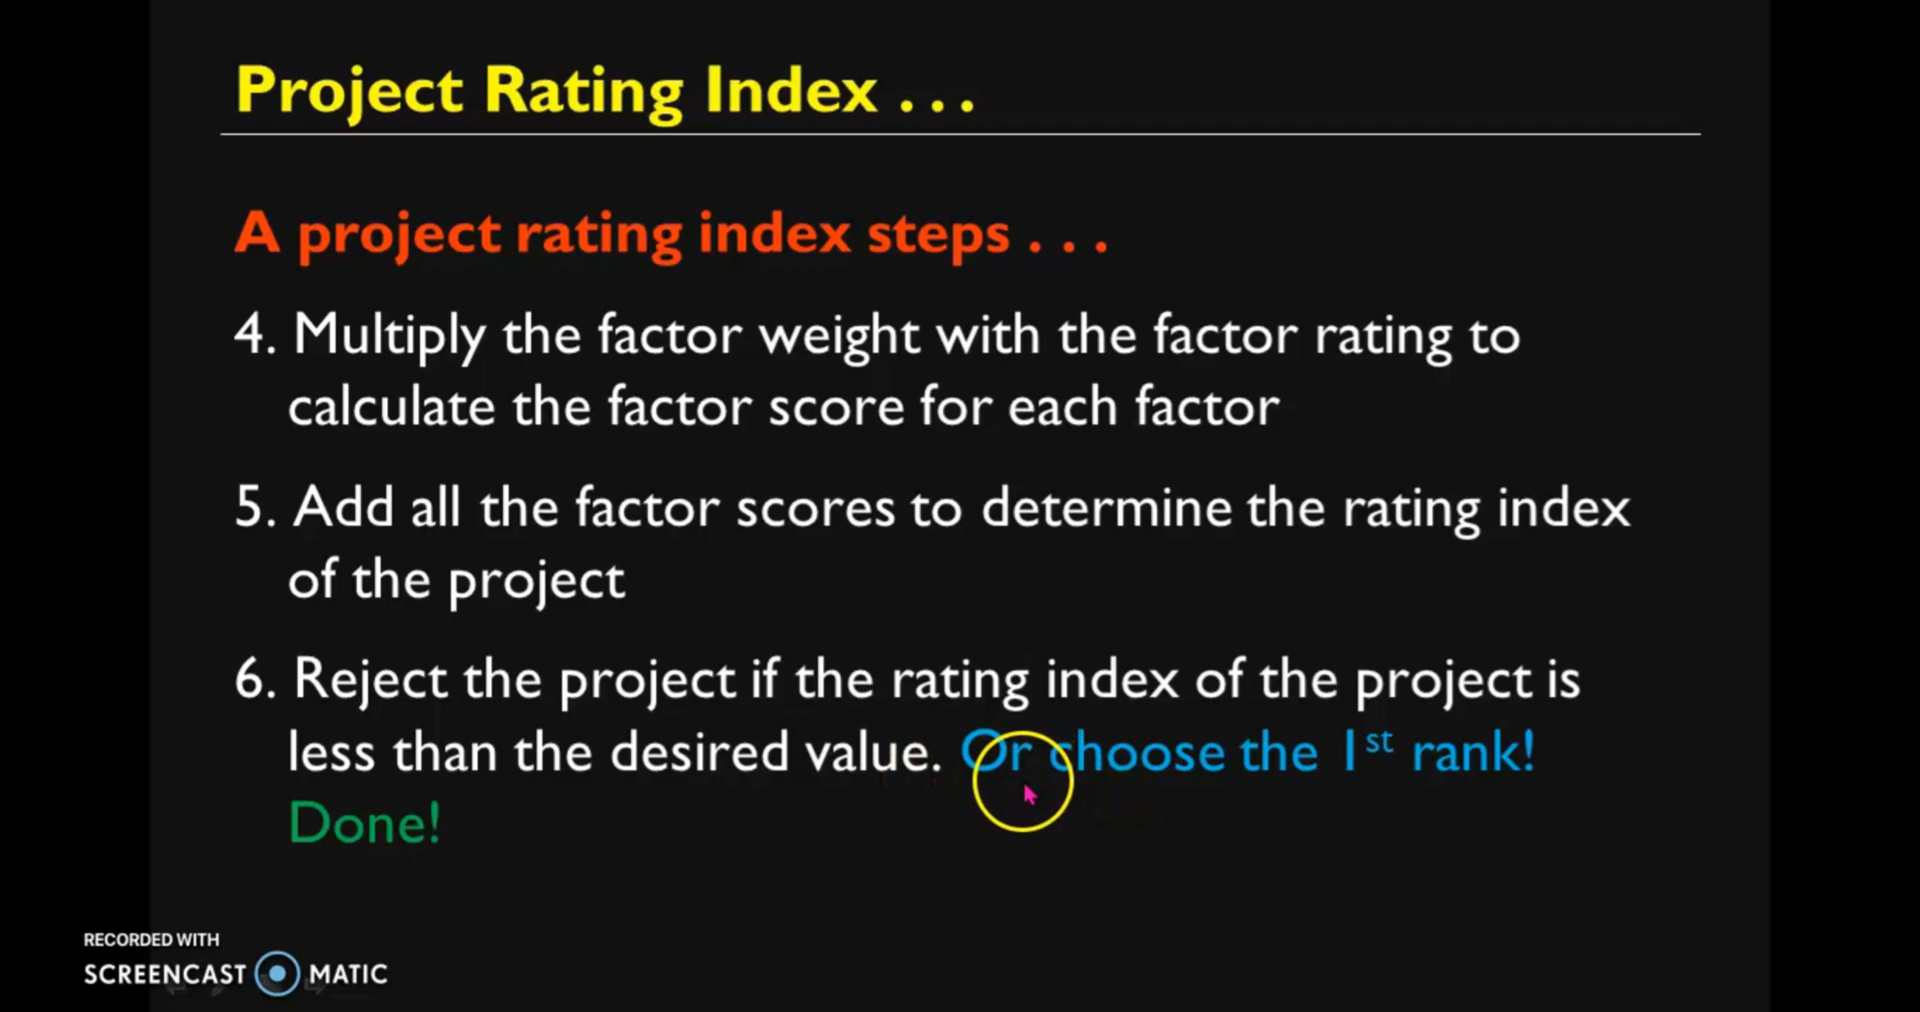 Project Rating Index . . .
A project rating index steps . . .
4. Multiply the factor weight with the factor rating to
calculate the factor score for each factor
5. Add all the factor scores to determine the rating index
of the project
6. Reject the project if the rating index of the project is
less than the desired value. Or choose the 1st rank!
Done!
RECORDED WITH
SCREENCAST MATIC